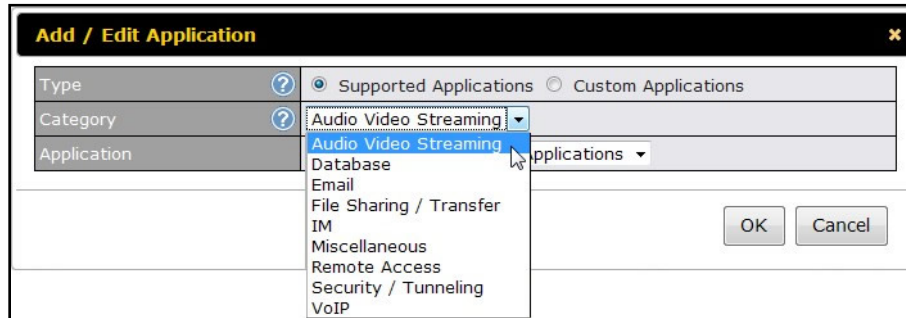 Add / Edit Application
Type ? Supported Applications Custom Applications
Category ? Audio Video Streaming
Application Applications
Audio Video Streaming
Database
Email
File Sharing / Transfer
IM
Miscellaneous
Remote Access
Security / Tunneling
VoIP
OK Cancel